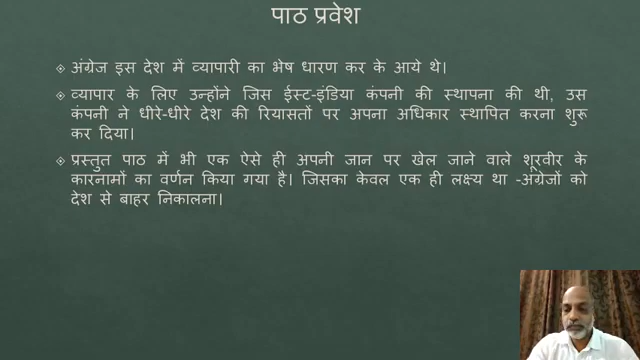 पाठ प्रवेश
अंग्रेज इस देश में व्यापारी का भेष धारण कर के आये थे।
व्यापार के लिए उन्होंने जिस ईस्ट-इंडिया कंपनी की स्थापना की थी, उस
कंपनी ने धीरे-धीरे देश की रियासतों पर अपना अधिकार स्थापित करना शुरू
कर दिया।
प्रस्तुत पाठ में भी एक ऐसे ही अपनी जान पर खेल जाने वाले शूरवीर के
कारनामों का वर्णन किया गया है। जिसका केवल एक ही लक्ष्य था -अंग्रेजों को
देश से बाहर निकालना।